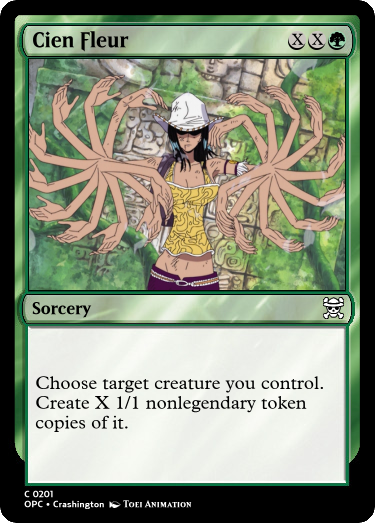 Cien Fleur X X
Sorcery
Choose target creature you control.
Create X 1/1 nonlegendary token
copies of it.
C 0201
OPC • Crashington Toei Animation